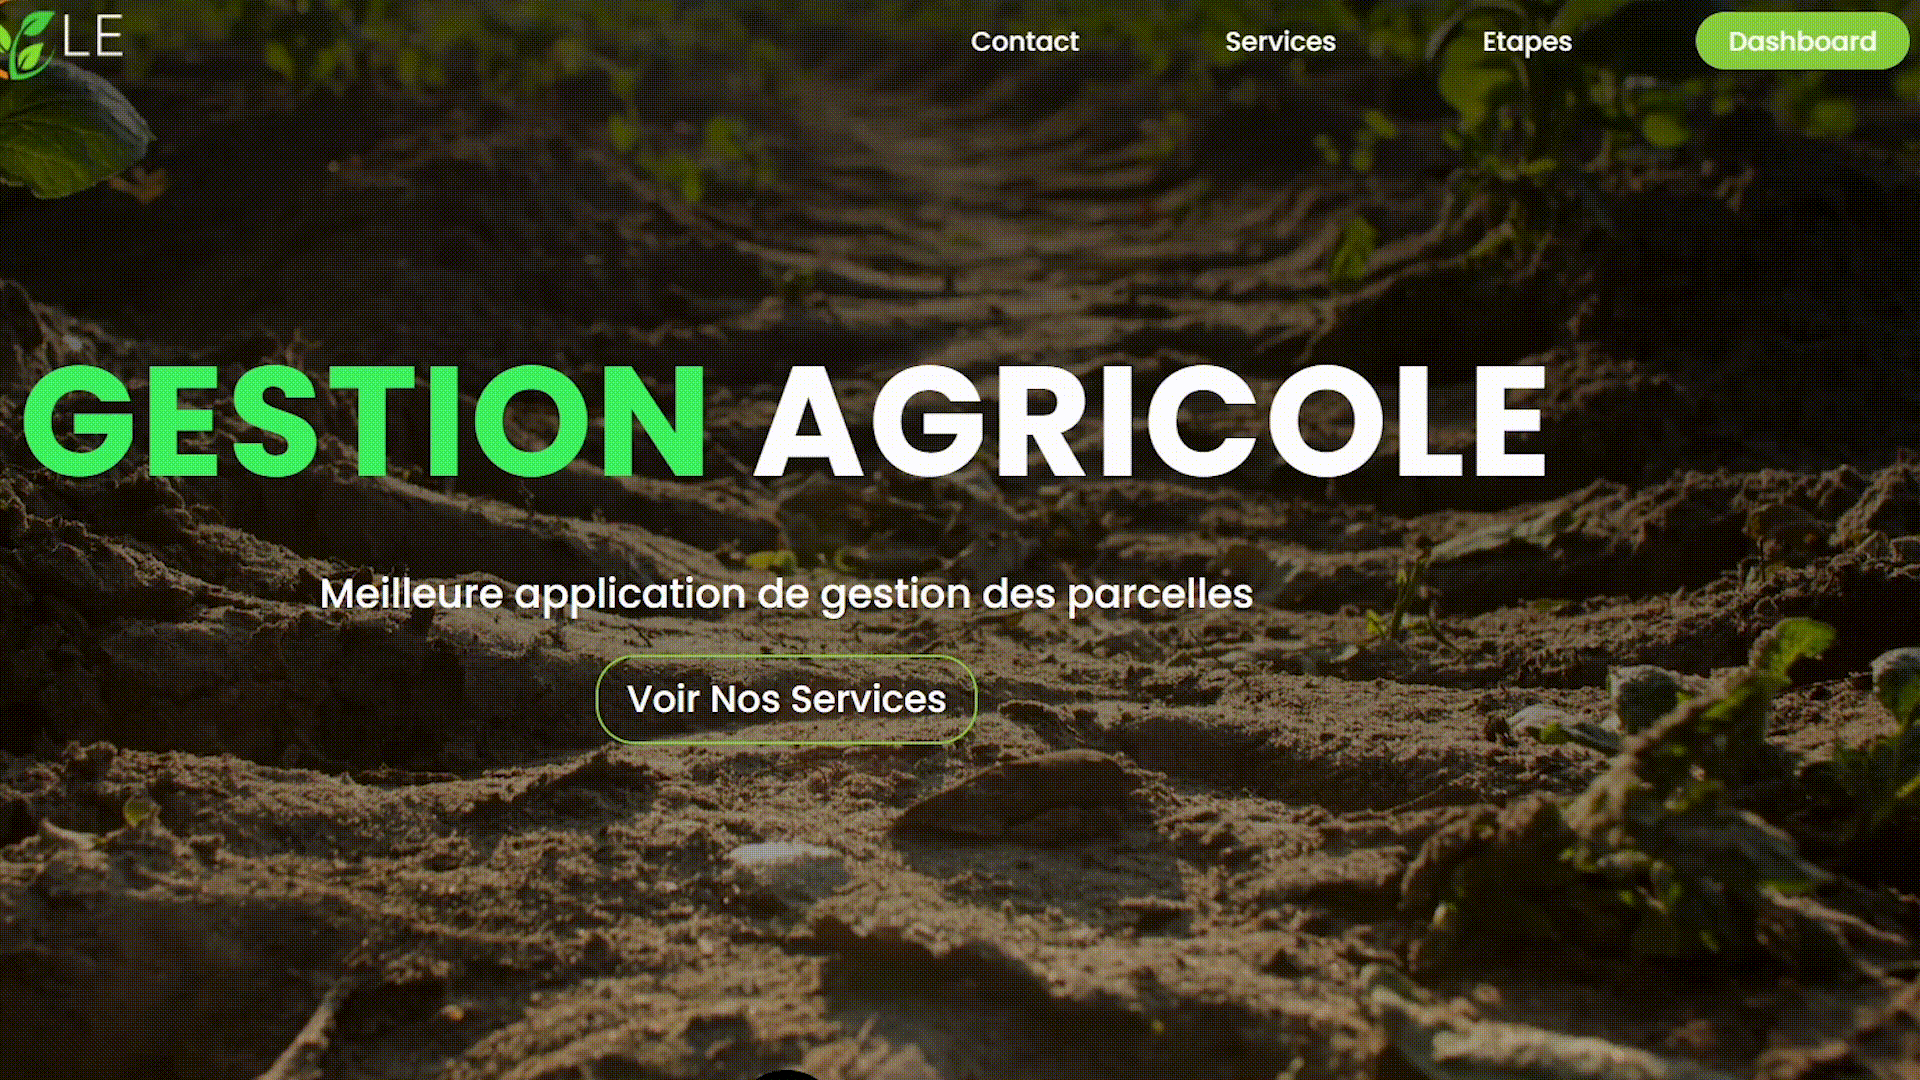 LE
Contact
Services
Etapes
Dashboard
GESTION AGRICOLE
Meilleure application de gestion des parcelles
Voir Nos Services